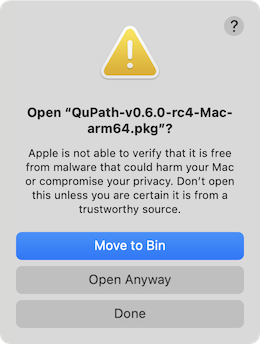 ?
Open “QuPath-v0.6.0-rc4-Mac-
arm64.pkg”?
Apple is not able to verify that it is free
from malware that could harm your Mac
or compromise your privacy. Don’t open
this unless you are certain it is from a
trustworthy source.
Move to Bin
Open Anyway
Done